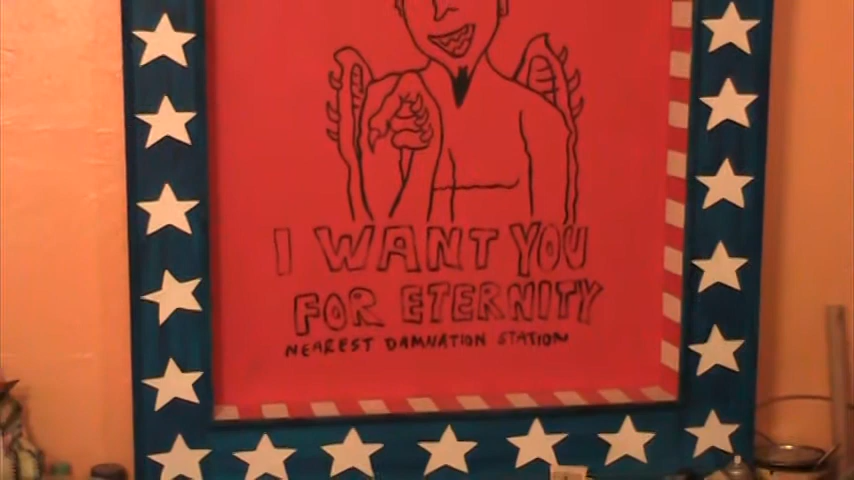 I WANT YOU
FOR ETERNITY
NEAREST DAMNATION STATION